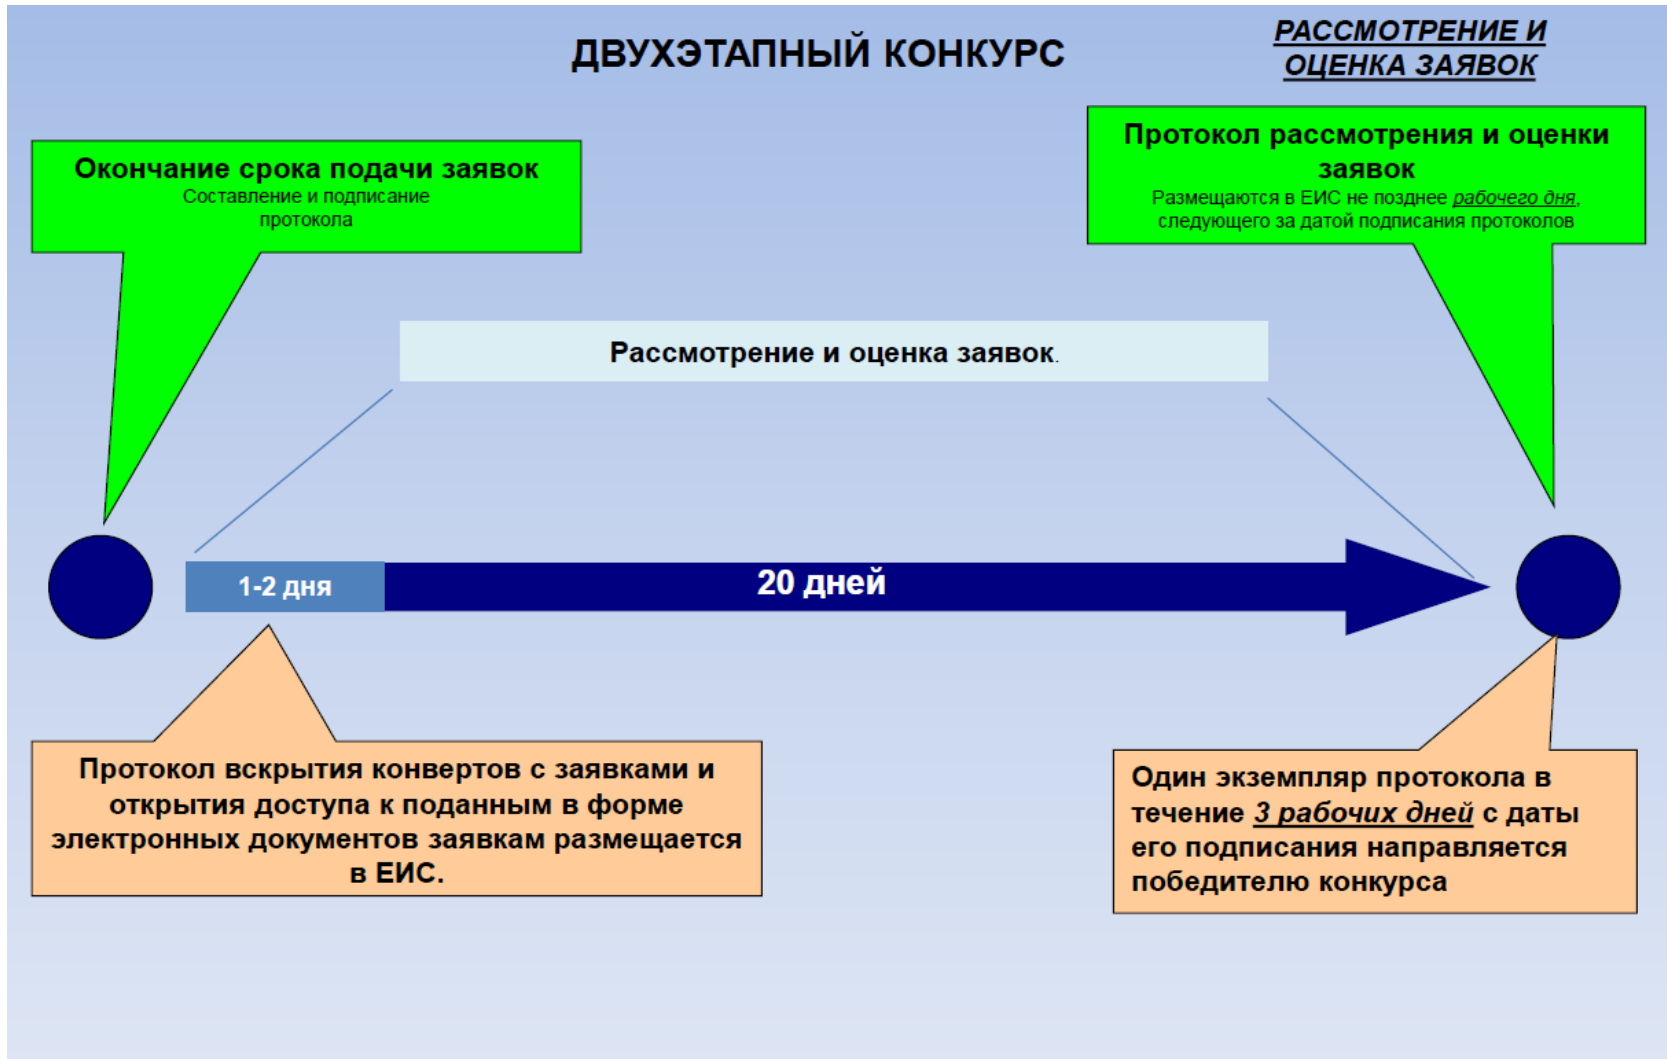 ДВУХЭТАПНЫЙ КОНКУРС
РАССМОТРЕНИЕ И
ОЦЕНКА ЗАЯВОК
Окончание срока подачи заявок
Составление и подписание
протокола
Протокол рассмотрения и оценки
заявок
Размещаются в ЕИС не позднее рабочего дня,
следующего за датой подписания протоколов
Рассмотрение и оценка заявок.
1-2 дня
20 дней
Протокол вскрытия конвертов с заявками и
открытия доступа к поданным в форме
электронных документов заявкам размещается
в ЕИС.
Один экземпляр протокола в
течение 3 рабочих дней с даты
его подписания направляется
победителю конкурса